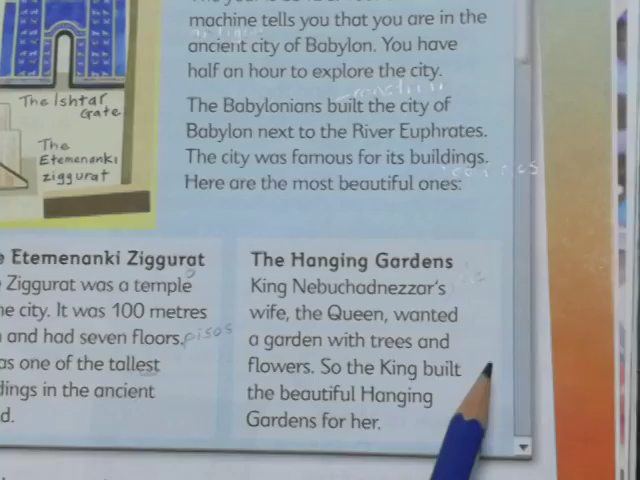 machine tells you that you are in the
ancient city of Babylon. You have
half an hour to explore the city.
The Babylonians built the city of
Babylon next to the River Euphrates.
The city was famous for its buildings.
Here are the most beautiful ones:
The Ishtar
Gate
The
Etemenanki
ziggurat
Etemenanki Ziggurat
Ziggurat was a temple
city. It was 100 metres
and had seven floors. pisos
as one of the tallest
dings in the ancient
d.
The Hanging Gardens
King Nebuchadnezzar's
wife, the Queen, wanted
a garden with trees and
flowers. So the King built
the beautiful Hanging
Gardens for her.